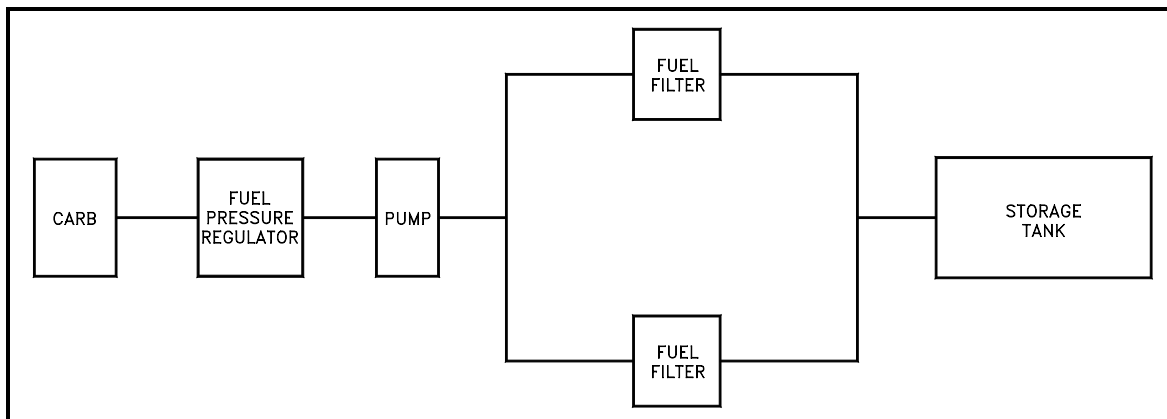 FUEL
FILTER
CARB
FUEL
PRESSURE
REGULATOR
PUMP
STORAGE
TANK
FUEL
FILTER